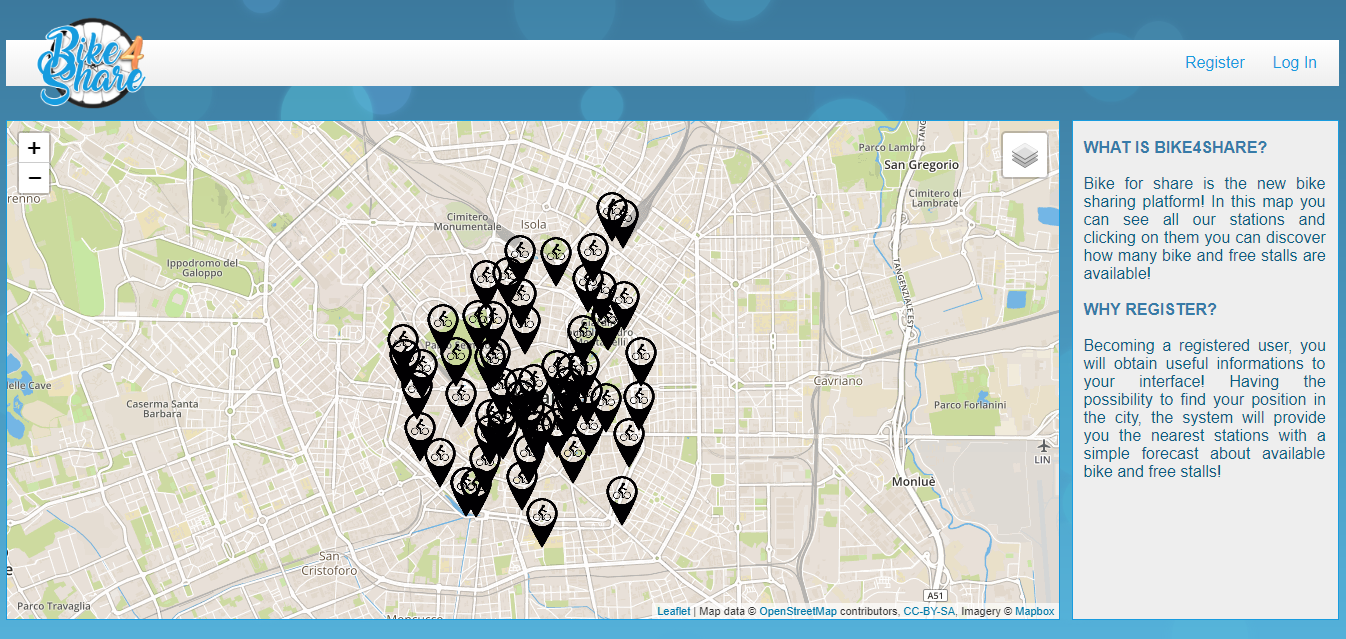 Bike4
Share
Register
Log In
+
−
renno
Cimitero
Monumentale
Isola
Parco Lambro
San Gregorio
Cimitero di
Lambrate
Ippodromo del
Galoppo
TANGENZIALE EST
TANG
delle Cave
Caserma Santa
Barbara
Cavriano
Parco Forlanini
LIN
Monluè
San
Cristoforo
A51
Parco Travaglia
Moncucco
Leaflet | Map data © OpenStreetMap contributors, CC-BY-SA, Imagery © Mapbox
WHAT IS BIKE4SHARE?
Bike for share is the new bike
sharing platform! In this map you
can see all our stations and
clicking on them you can discover
how many bike and free stalls are
available!
WHY REGISTER?
Becoming a registered user, you
will obtain useful informations to
your interface! Having the
possibility to find your position in
the city, the system will provide
you the nearest stations with a
simple forecast about available
bike and free stalls!